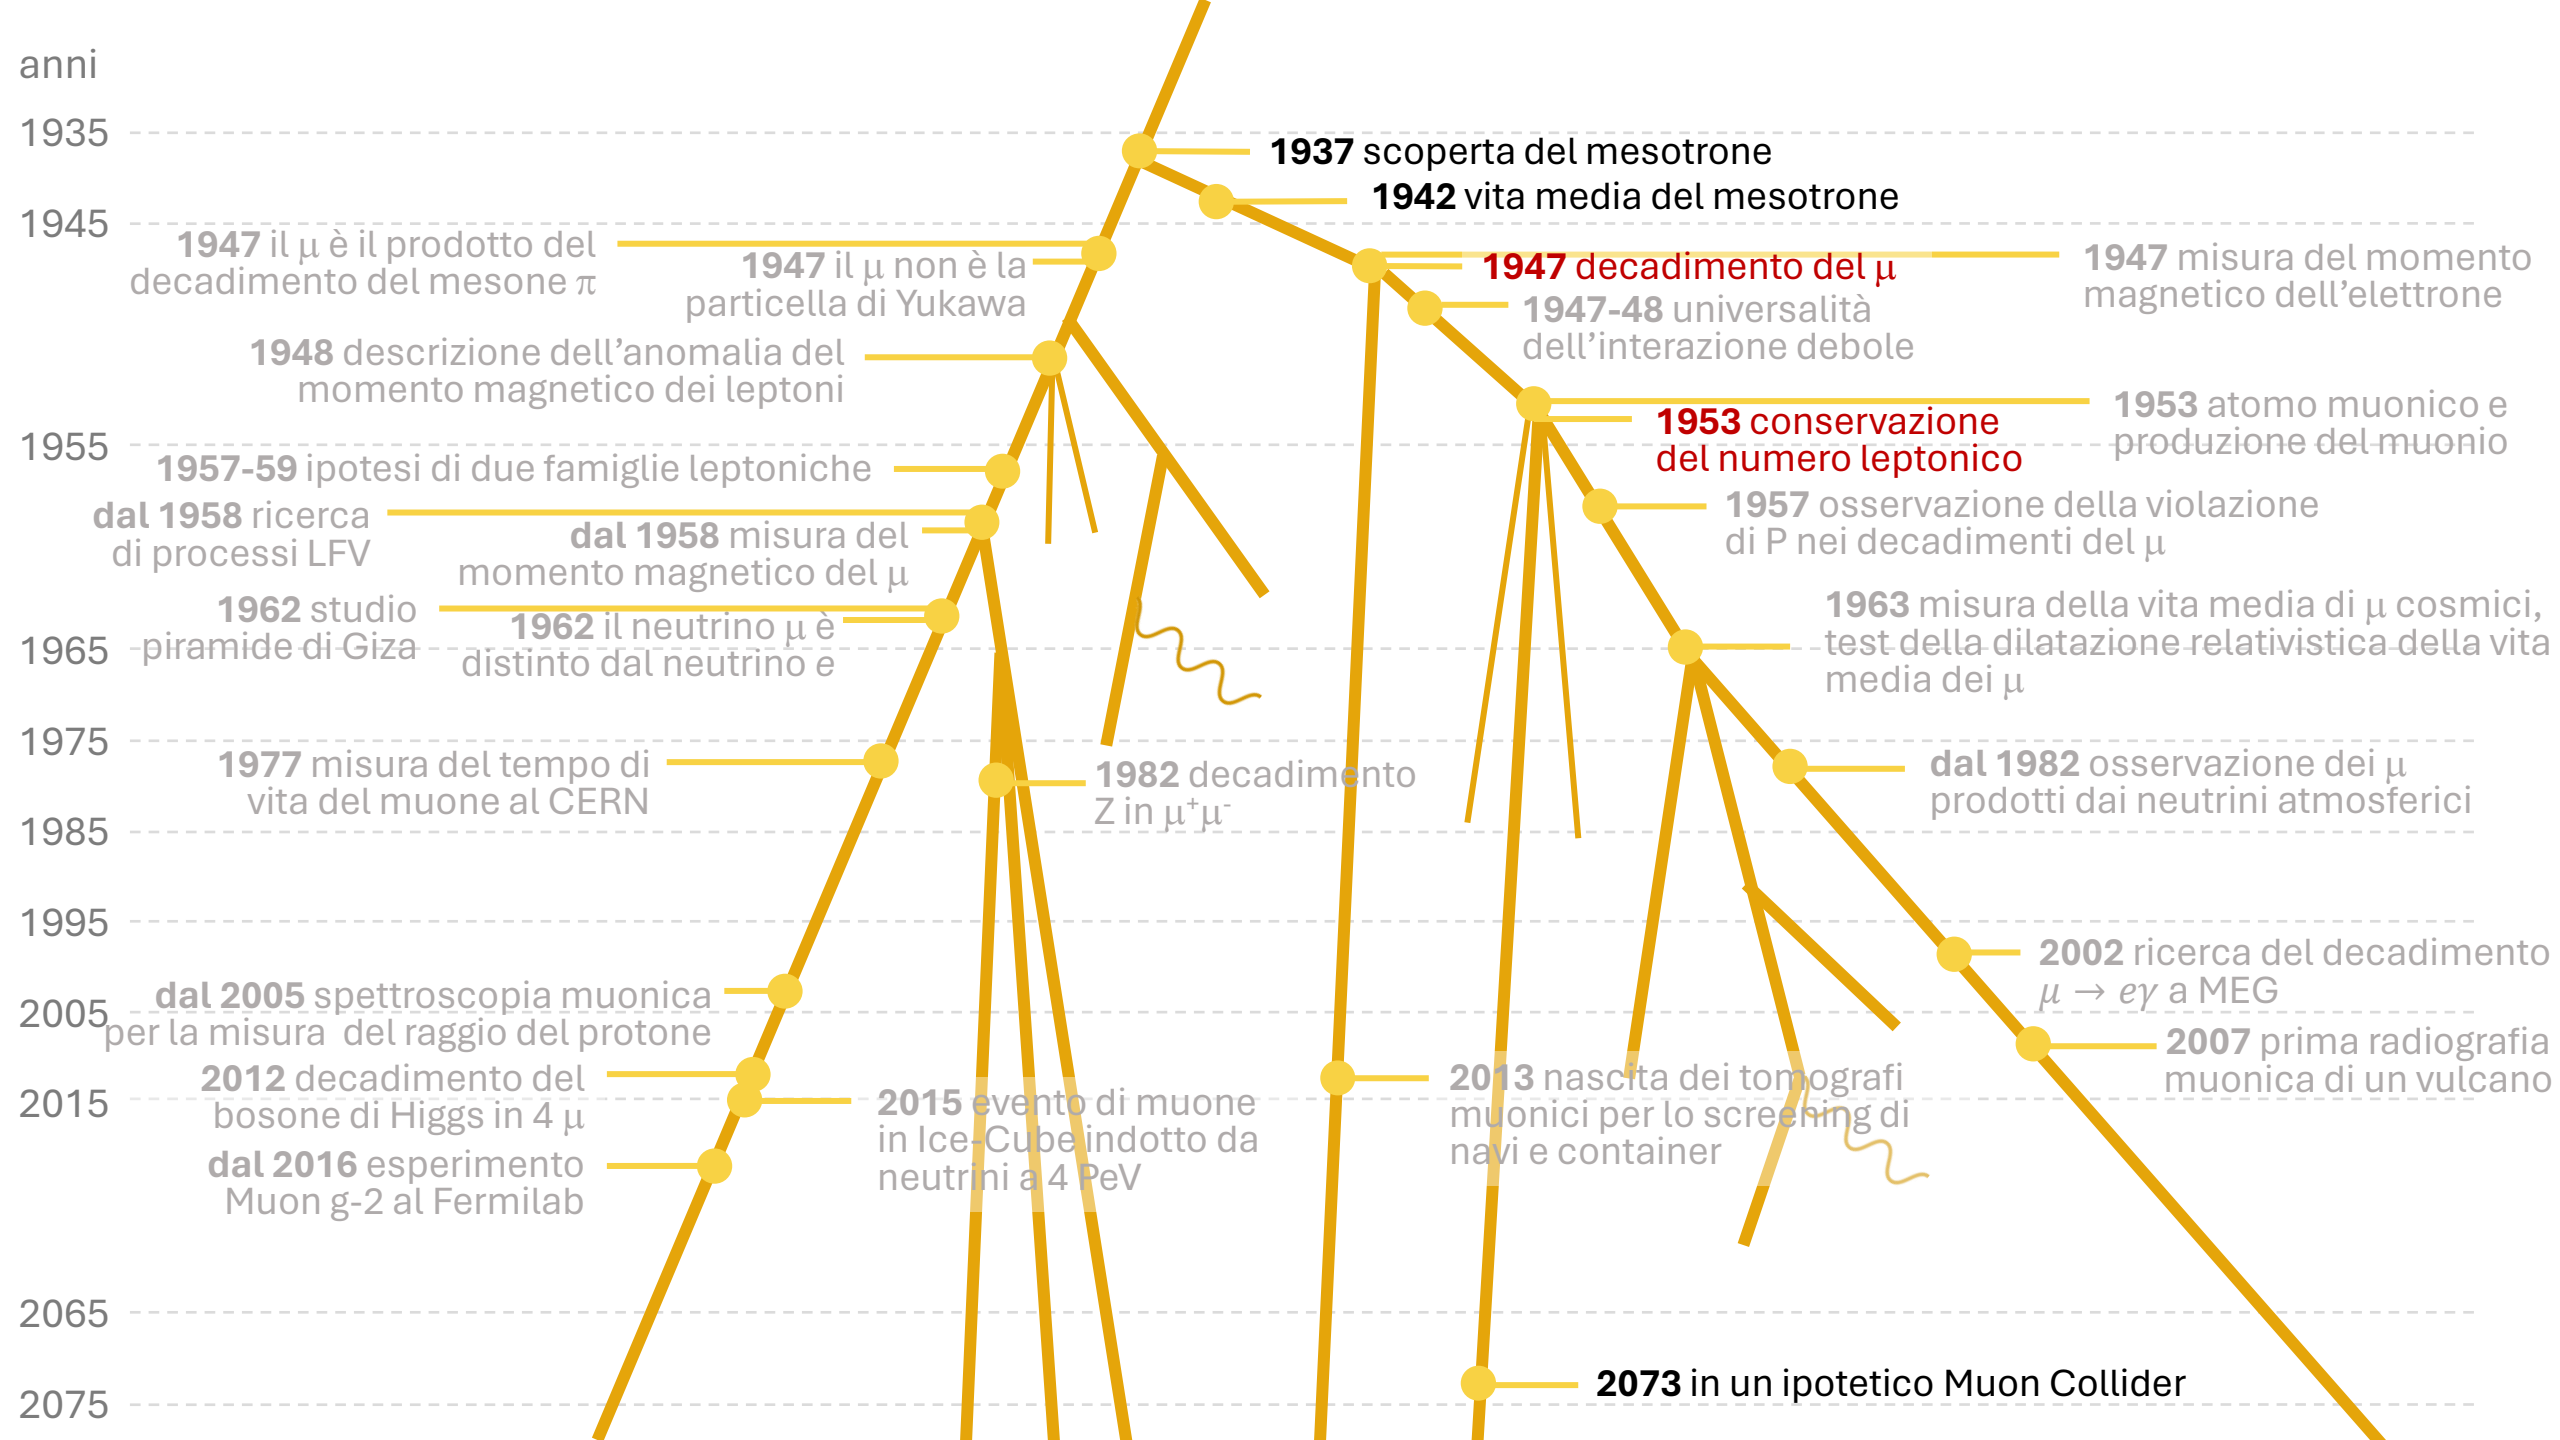 anni
1935
1937 scoperta del mesotrone
1942 vita media del mesotrone
1945
1947 il μ è il prodotto del
decadimento del mesone π
1947 il μ non è la
particella di Yukawa
1947 decadimento del μ
1947 misura del momento
magnetico dell’elettrone
1947-48 universalità
dell’interazione debole
1948 descrizione dell’anomalia del
momento magnetico dei leptoni
1953 atomo muonico e
produzione del muonio
1953 conservazione
del numero leptonico
1955
1957-59 ipotesi di due famiglie leptoniche
1957 osservazione della violazione
di P nei decadimenti del μ
dal 1958 ricerca
di processi LFV
dal 1958 misura del
momento magnetico del μ
1962 studio
piramide di Giza
1962 il neutrino μ è
distinto dal neutrino e
1963 misura della vita media di μ cosmici,
test della dilatazione relativistica della vita
media dei μ
1965
1975
1977 misura del tempo di
vita del muone al CERN
1982 decadimento
Z in μ⁺μ⁻
dal 1982 osservazione dei μ
prodotti dai neutrini atmosferici
1985
1995
2002 ricerca del decadimento
μ → eγ a MEG
dal 2005 spettroscopia muonica
per la misura del raggio del protone
2005
2007 prima radiografia
muonica di un vulcano
2012 decadimento del
bosone di Higgs in 4 μ
2013 nascita dei tomografi
muonici per lo screening di
navi e container
2015
2015 evento di muone
in Ice-Cube indotto da
neutrini a 4 PeV
dal 2016 esperimento
Muon g-2 al Fermilab
2065
2073 in un ipotetico Muon Collider
2075